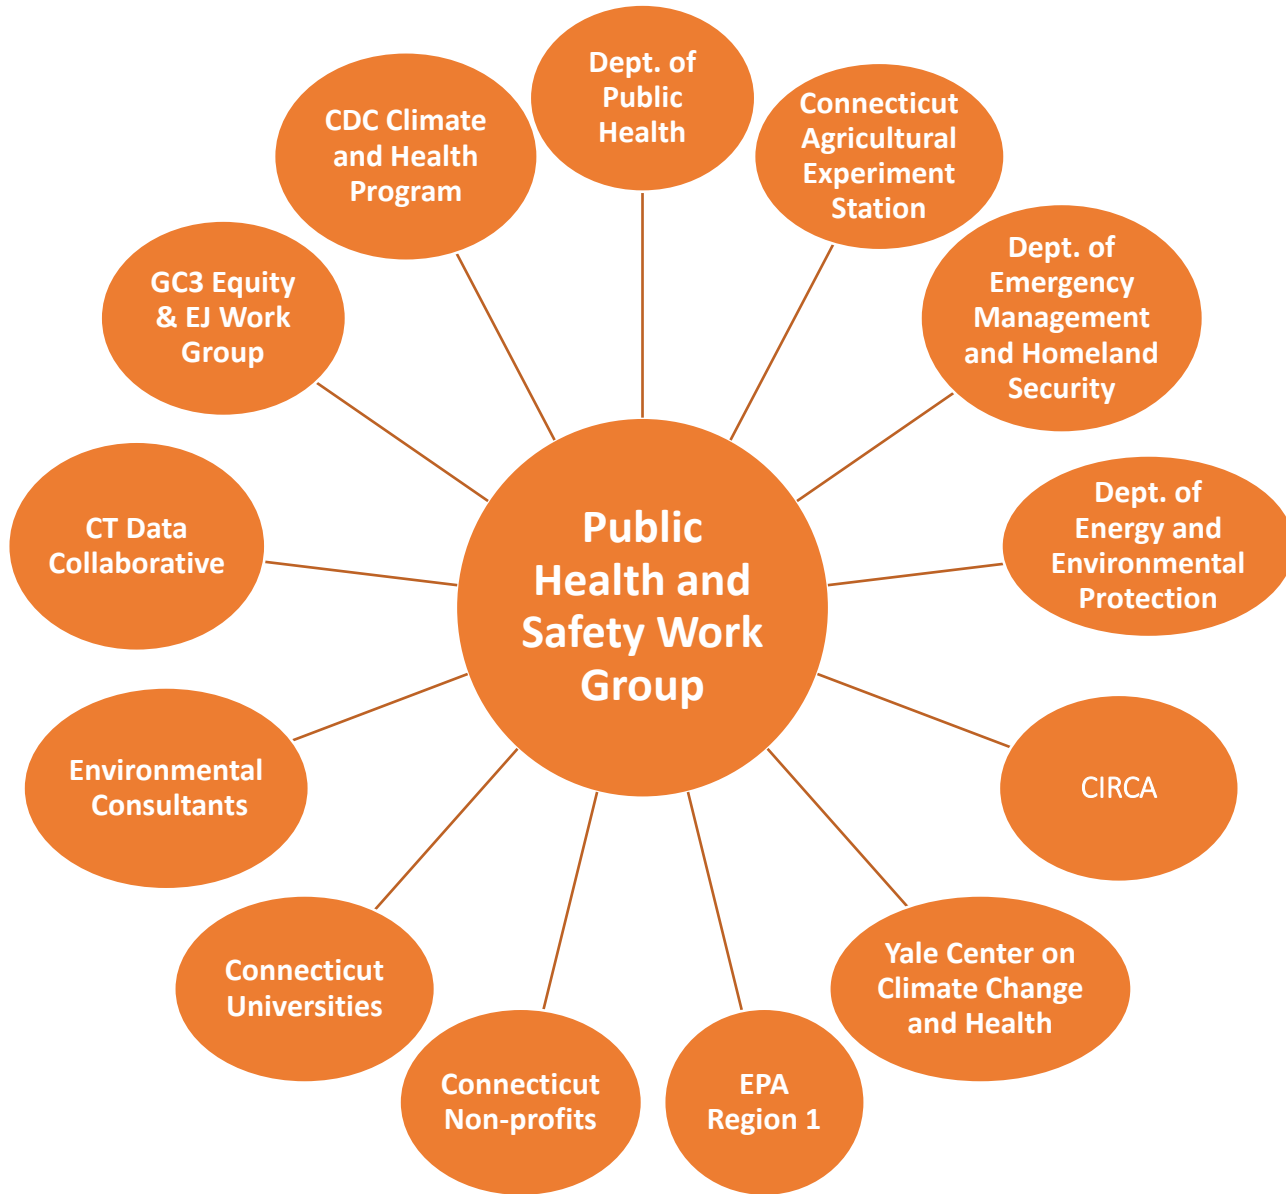 Dept. of
Public
Health
Connecticut
Agricultural
Experiment
Station
Dept. of
Emergency
Management
and Homeland
Security
Dept. of
Energy and
Environmental
Protection
CIRCA
Yale Center on
Climate Change
and Health
EPA
Region 1
Connecticut
Non-profits
Connecticut
Universities
Environmental
Consultants
CT Data
Collaborative
GC3 Equity
& EJ Work
Group
CDC Climate
and Health
Program
Public
Health and
Safety Work
Group